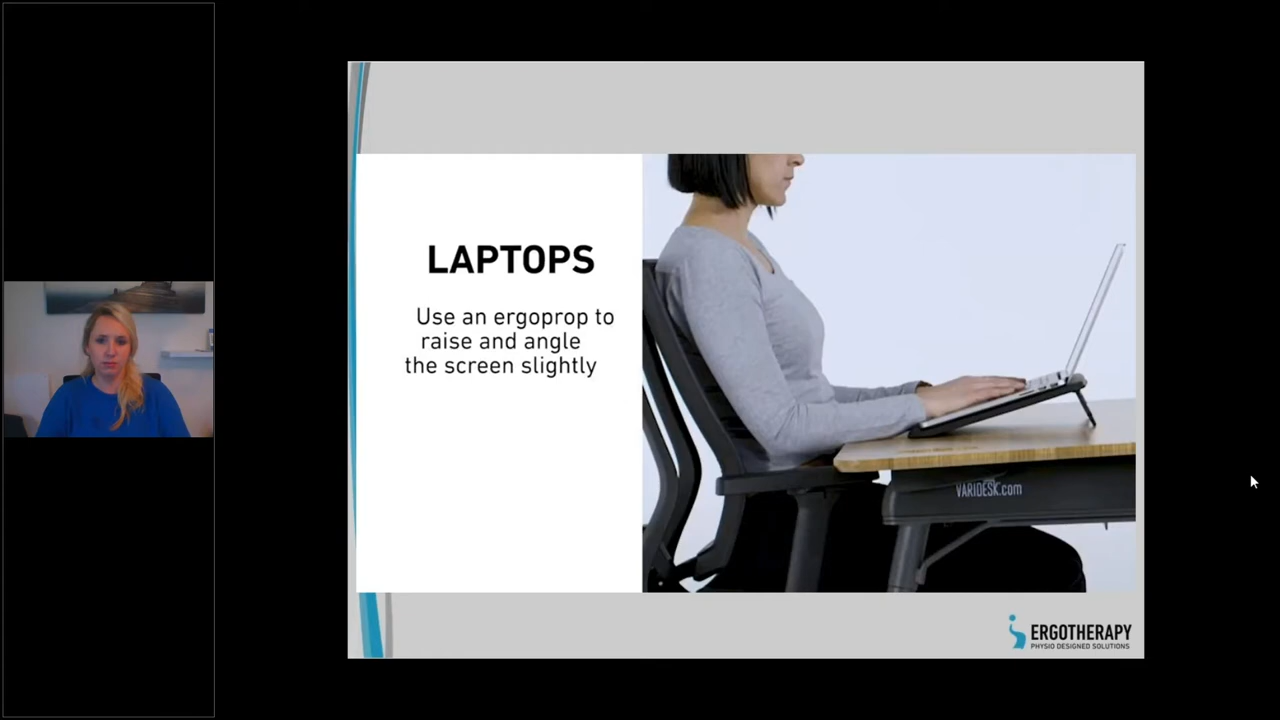 LAPTOPS
Use an ergoprop to
raise and angle
the screen slightly
VARIDESK.com
ERGOTHERAPY
PHYSIO DESIGNED SOLUTIONS